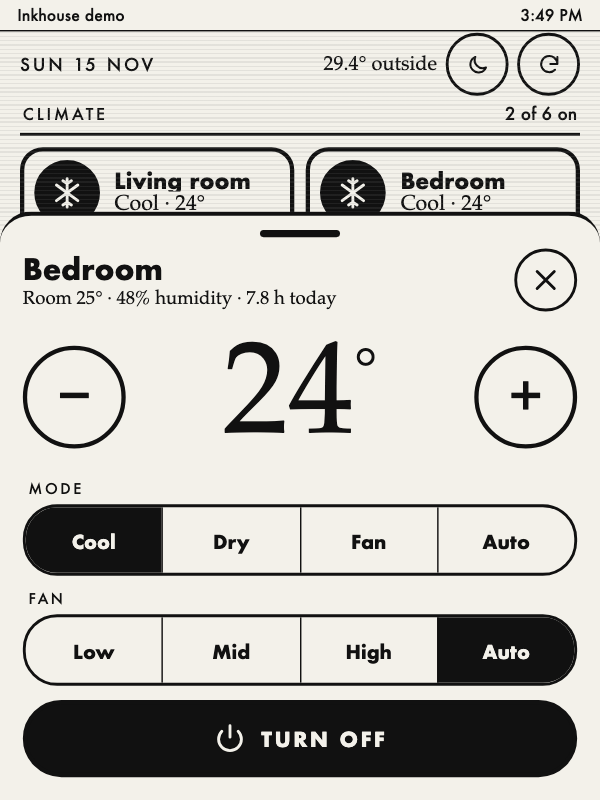 Inkhouse demo 3:49 PM
SUN 15 NOV 29.4° outside
CLIMATE 2 of 6 on
Living room Bedroom
Cool · 24° Cool · 24°
Bedroom
Room 25° · 48% humidity · 7.8 h today
− 24° +
MODE
Cool Dry Fan Auto
FAN
Low Mid High Auto
TURN OFF